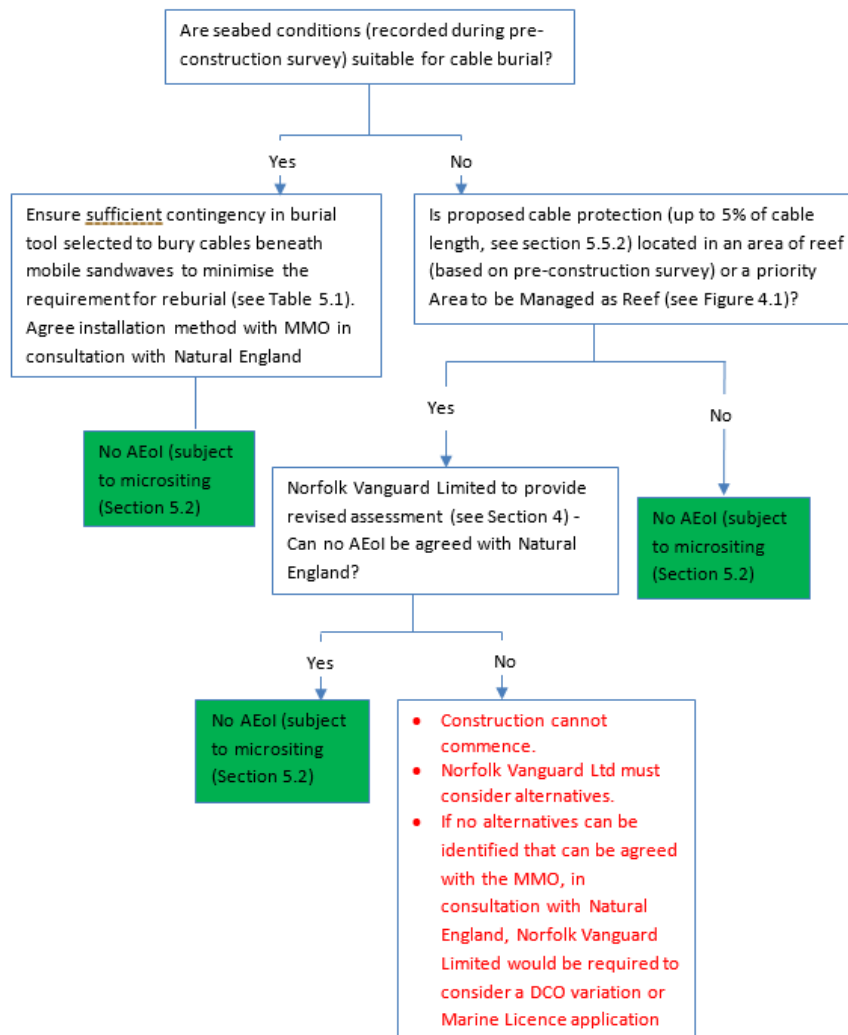 Are seabed conditions (recorded during pre-
construction survey) suitable for cable burial?
Yes
No
Ensure sufficient contingency in burial
tool selected to bury cables beneath
mobile sandwaves to minimise the
requirement for reburial (see Table 5.1).
Agree installation method with MMO in
consultation with Natural England
Is proposed cable protection (up to 5% of cable
length, see section 5.5.2) located in an area of reef
(based on pre-construction survey) or a priority
Area to be Managed as Reef (see Figure 4.1)?
Yes
No
No AEoI (subject
to micrositing
(Section 5.2)
Norfolk Vanguard Limited to provide
revised assessment (see Section 4) -
Can no AEoI be agreed with Natural
England?
No AEoI (subject
to micrositing
(Section 5.2)
Yes
No
No AEoI (subject
to micrositing
(Section 5.2)
• Construction cannot
commence.
• Norfolk Vanguard Ltd must
consider alternatives.
• If no alternatives can be
identified that can be agreed
with the MMO, in
consultation with Natural
England, Norfolk Vanguard
Limited would be required to
consider a DCO variation or
Marine Licence application